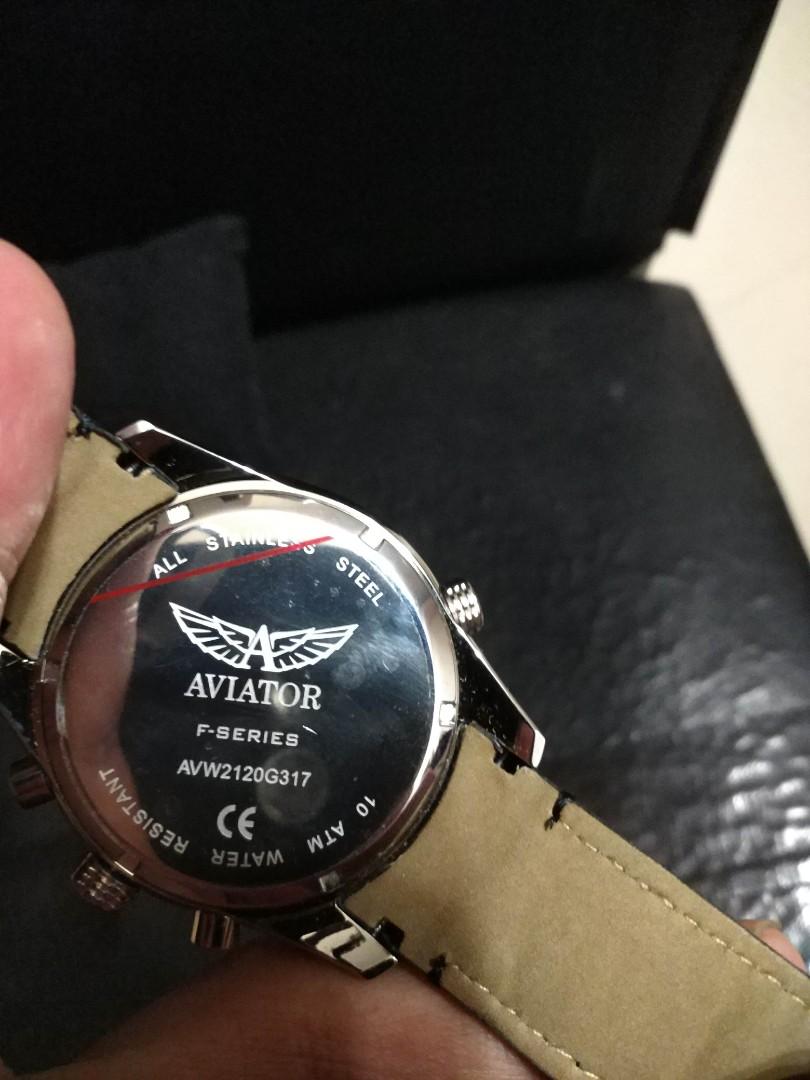 ALL STAINLESS STEEL
AVIATOR
F-SERIES
AVW2120G317
CE
10 ATM WATER RESISTANT